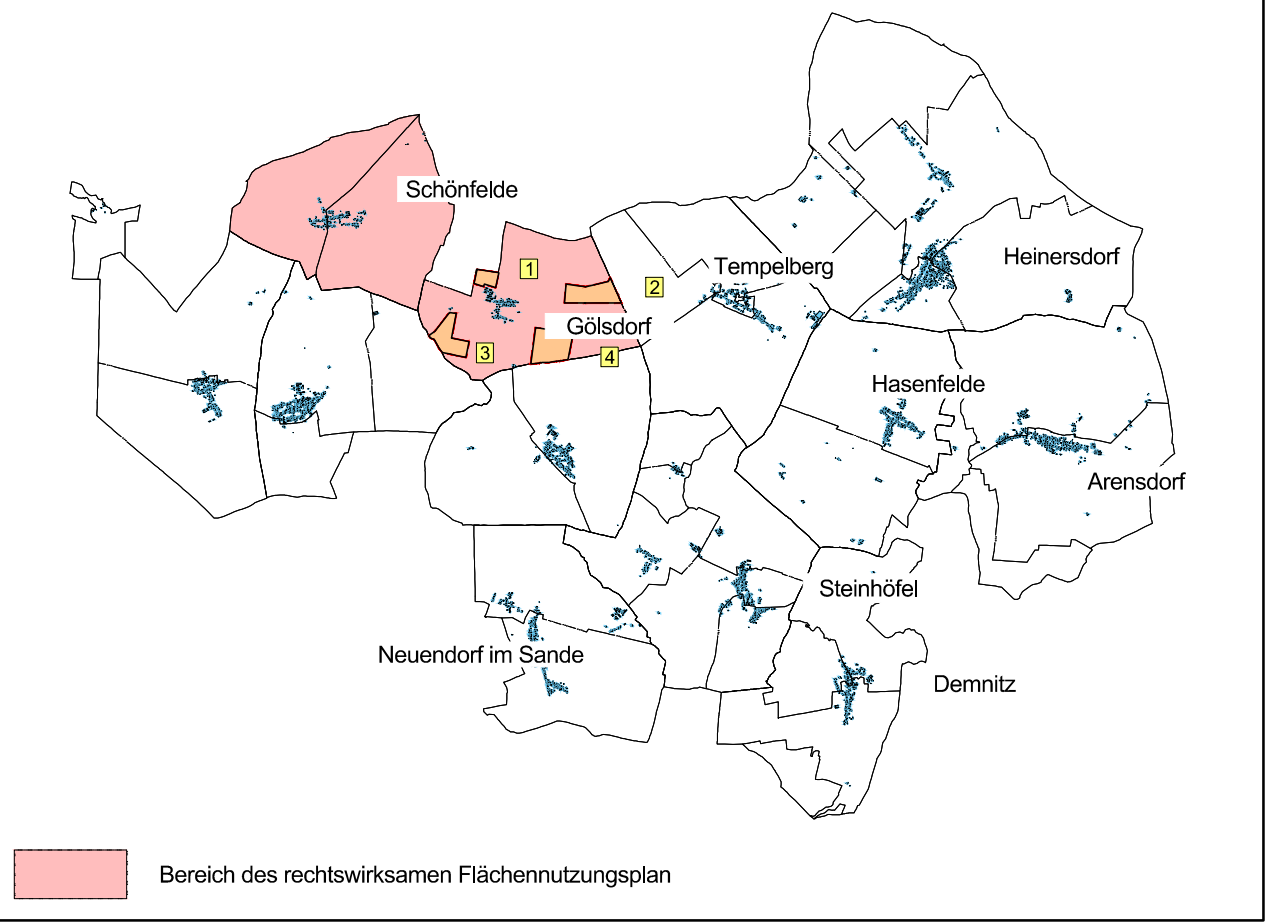 Schönfelde
Heinersdorf
1
Tempelberg
2
Gölsdorf
3
4
Hasenfelde
Arensdorf
Steinhöfel
Neuendorf im Sande
Demnitz
Bereich des rechtswirksamen Flächennutzungsplan